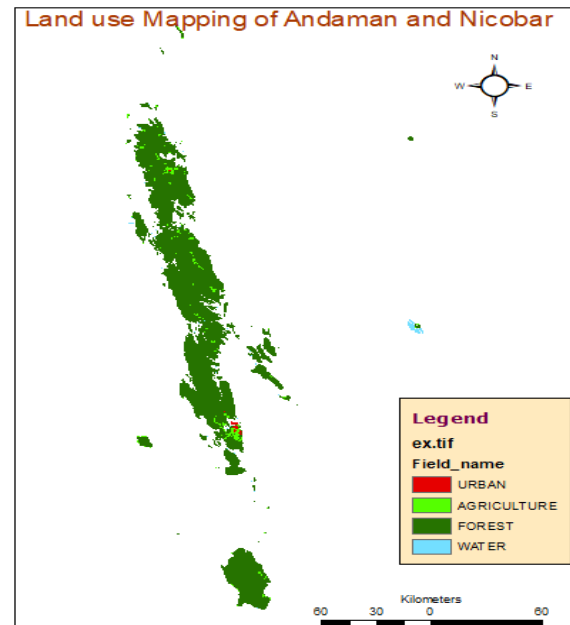 Land use Mapping of Andaman and Nicobar
N
W E
S
Legend
ex.tif
Field_name
URBAN
AGRICULTURE
FOREST
WATER
Kilometers
60 30 0 60